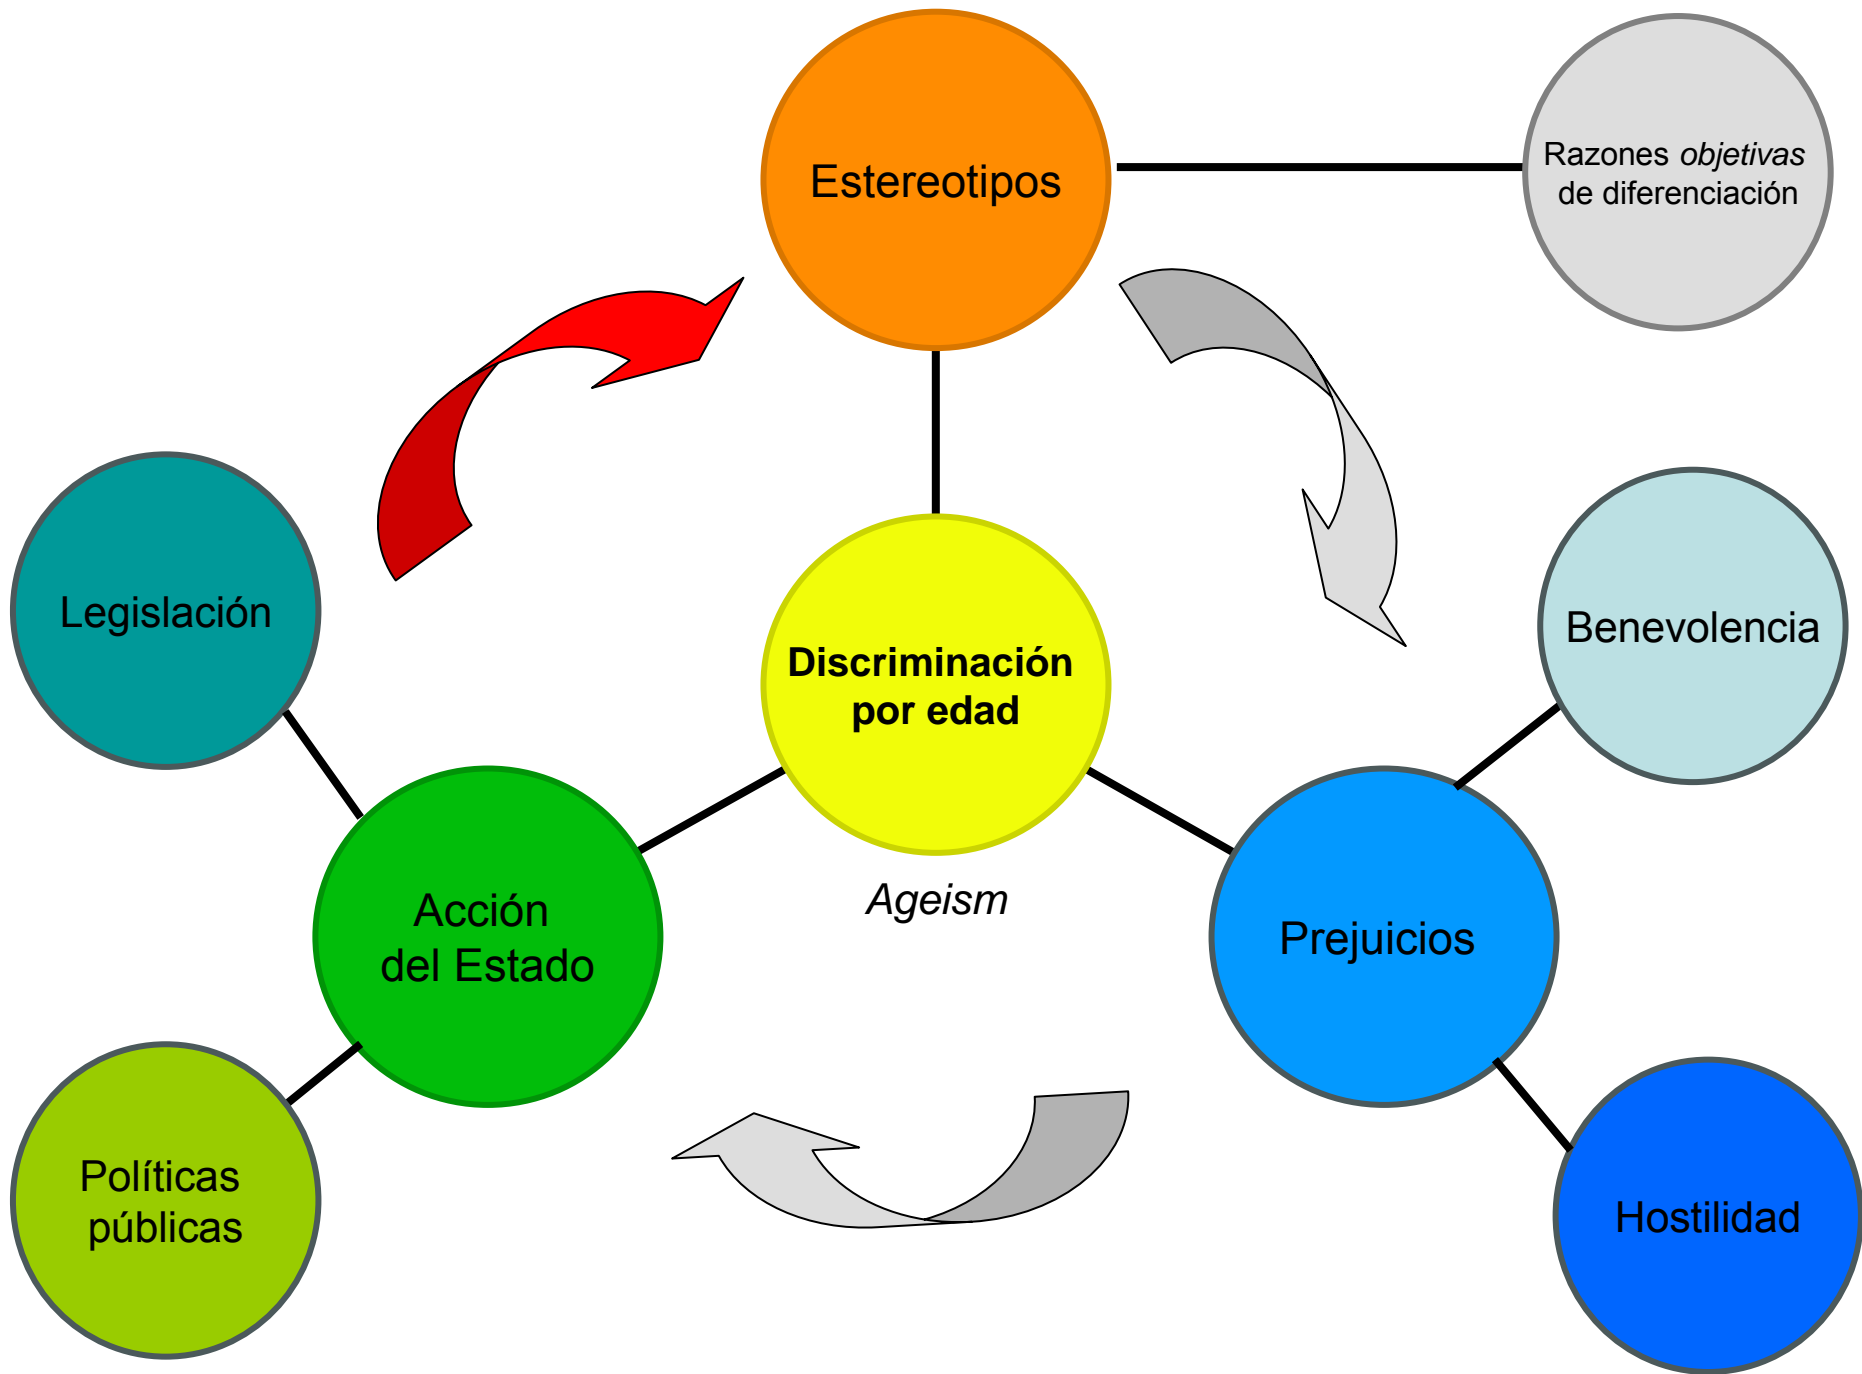 Estereotipos
Razones objetivas
de diferenciación
Legislación
Discriminación
por edad
Benevolencia
Ageism
Acción
del Estado
Prejuicios
Políticas
públicas
Hostilidad